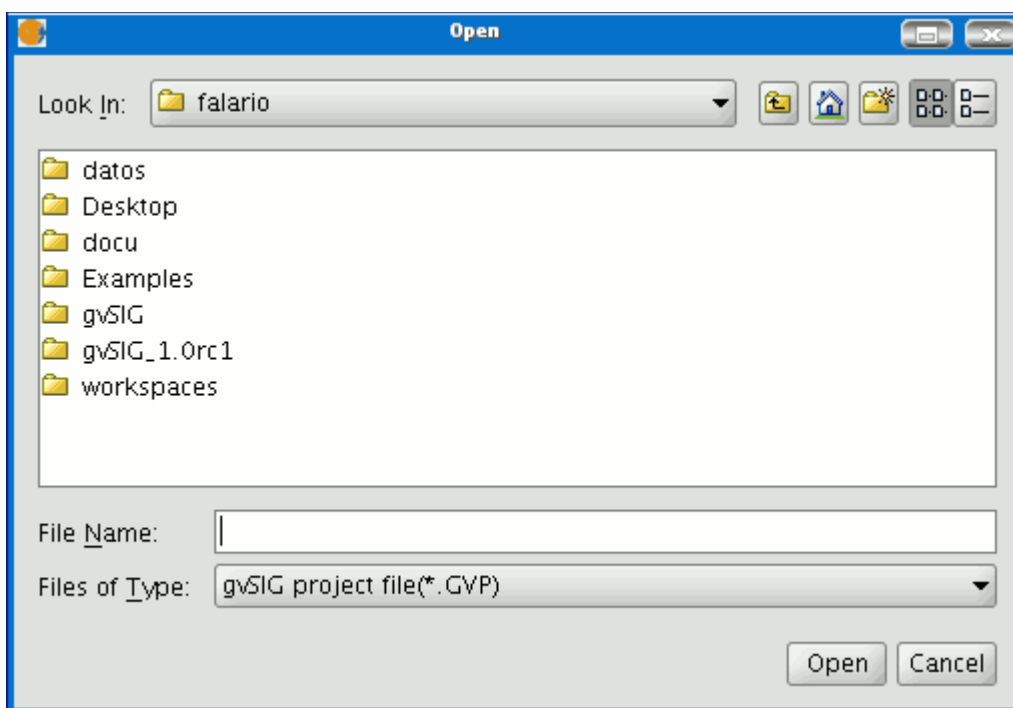 Open
Look In: falario
datos
Desktop
docu
Examples
gvSIG
gvSIG_1.0rc1
workspaces
File Name:
Files of Type: gvSIG project file(*.GVP)
Open Cancel